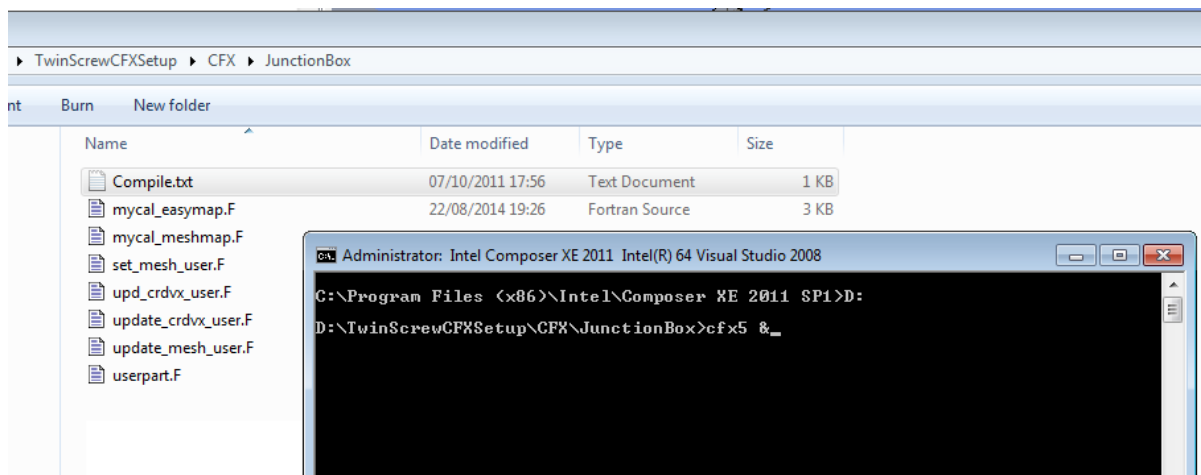 TwinScrewCFXSetup ▸ CFX ▸ JunctionBox
nt Burn New folder
Name Date modified Type Size
Compile.txt 07/10/2011 17:56 Text Document 1 KB
mycal_easymap.F 22/08/2014 19:26 Fortran Source 3 KB
mycal_meshmap.F
set_mesh_user.F
upd_crdvx_user.F
update_crdvx_user.F
update_mesh_user.F
userpart.F
Administrator: Intel Composer XE 2011 Intel(R) 64 Visual Studio 2008
C:\Program Files (x86)\Intel\Composer XE 2011 SP1>D:
D:\TwinScrewCFXSetup\CFX\JunctionBox>cfx5 &_